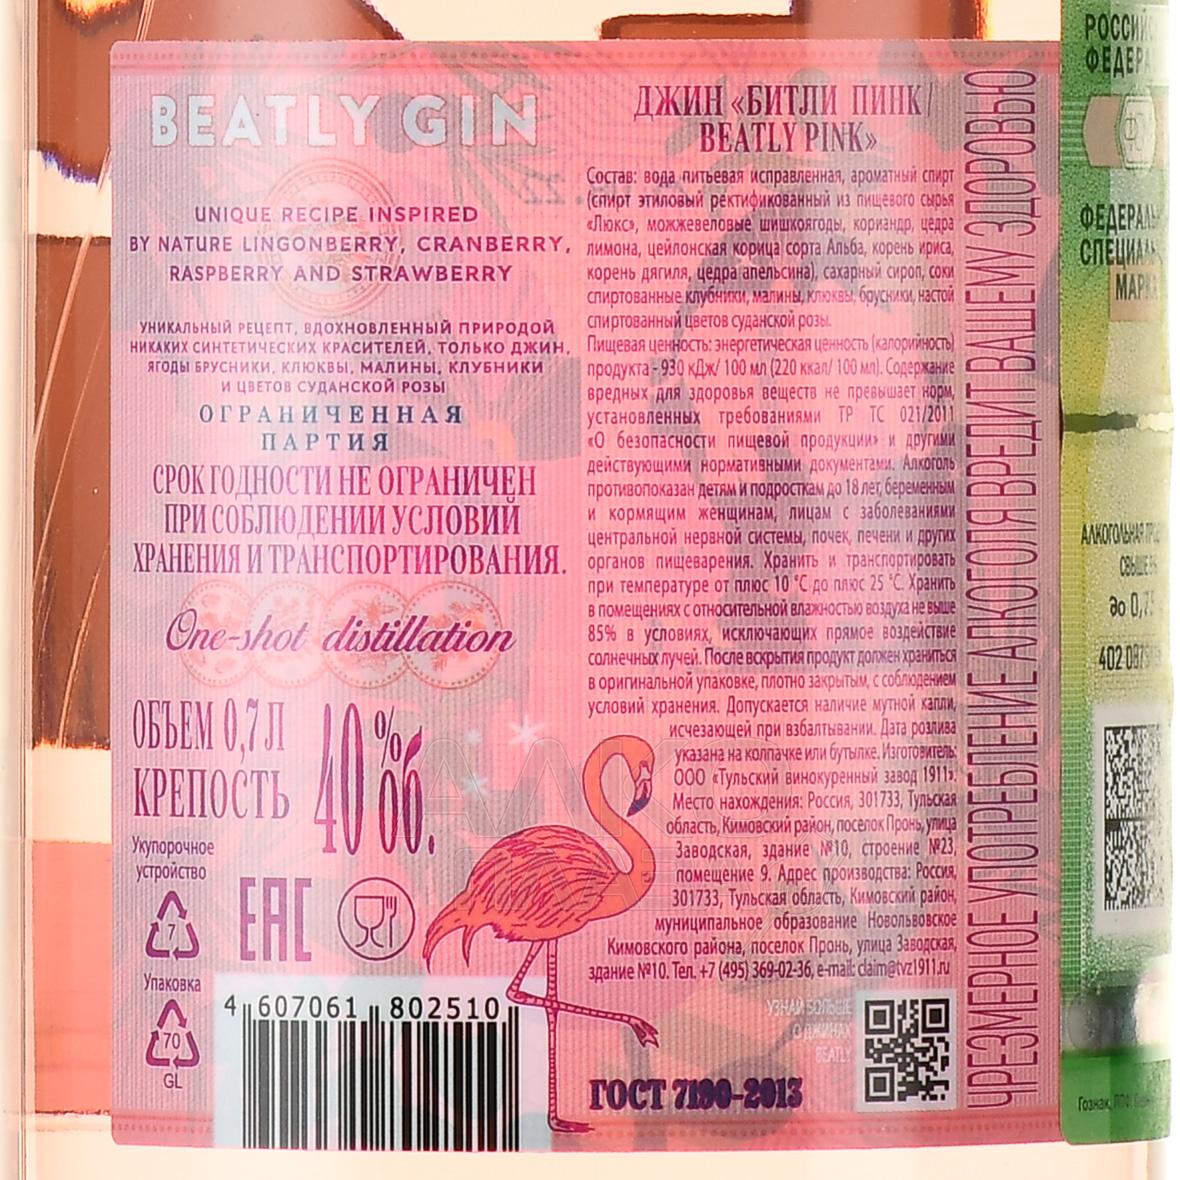 BEATLY GIN
UNIQUE RECIPE INSPIRED
BY NATURE LINGONBERRY, CRANBERRY,
RASPBERRY AND STRAWBERRY
УНИКАЛЬНЫЙ РЕЦЕПТ, ВДОХНОВЛЕННЫЙ ПРИРОДОЙ
НИКАКИХ СИНТЕТИЧЕСКИХ КРАСИТЕЛЕЙ, ТОЛЬКО ДЖИН,
ЯГОДЫ БРУСНИКИ, КЛЮКВЫ, МАЛИНЫ, КЛУБНИКИ
И ЦВЕТОВ СУДАНСКОЙ РОЗЫ
ОГРАНИЧЕННАЯ
ПАРТИЯ
СРОК ГОДНОСТИ НЕ ОГРАНИЧЕН
ПРИ СОБЛЮДЕНИИ УСЛОВИЙ
ХРАНЕНИЯ И ТРАНСПОРТИРОВАНИЯ.
One-shot distillation
ОБЪЕМ 0,7 Л
КРЕПОСТЬ 40% об.
Укупорочное
устройство
7
EAC
Упаковка
70
GL
4 607061 802510
ДЖИН «БИТЛИ ПИНК/
BEATLY PINK»
Состав: вода питьевая исправленная, ароматный спирт
(спирт этиловый ректификованный из пищевого сырья
«Люкс», можжевеловые шишкоягоды, кориандр, цедра
лимона, цейлонская корица сорта Альба, корень ириса,
корень дягиля, цедра апельсина), сахарный сироп, соки
спиртованные клубники, малины, клюквы, брусники, настой
спиртованный цветов суданской розы.
Пищевая ценность: энергетическая ценность (калорийность)
продукта - 930 кДж/ 100 мл (220 ккал/ 100 мл). Содержание
вредных для здоровья веществ не превышает норм,
установленных требованиями ТР ТС 021/2011
«О безопасности пищевой продукции» и другими
действующими нормативными документами. Алкоголь
противопоказан детям и подросткам до 18 лет, беременным
и кормящим женщинам, лицам с заболеваниями
центральной нервной системы, почек, печени и других
органов пищеварения. Хранить и транспортировать
при температуре от плюс 10 °С до плюс 25 °С. Хранить
в помещениях с относительной влажностью воздуха не выше
85% в условиях, исключающих прямое воздействие
солнечных лучей. После вскрытия продукт должен храниться
в оригинальной упаковке, плотно закрытым, с соблюдением
условий хранения. Допускается наличие мутной капли,
исчезающей при взбалтывании. Дата розлива
указана на колпачке или бутылке. Изготовитель:
ООО «Тульский винокуренный завод 1911».
Место нахождения: Россия, 301733, Тульская
область, Кимовский район, поселок Пронь, улица
Заводская, здание №10, строение №23,
помещение 9. Адрес производства: Россия,
301733, Тульская область, Кимовский район,
муниципальное образование Новольвовское
Кимовского района, поселок Пронь, улица Заводская,
здание №10. Тел. +7 (495) 369-02-36, e-mail: claim@tvz1911.ru
УЗНАЙ БОЛЬШЕ
О ДЖИНАХ
BEATLY
ГОСТ 7190-2013
ЧРЕЗМЕРНОЕ УПОТРЕБЛЕНИЕ АЛКОГОЛЯ ВРЕДИТ ВАШЕМУ ЗДОРОВЬЮ
МАРКА
до 0,7